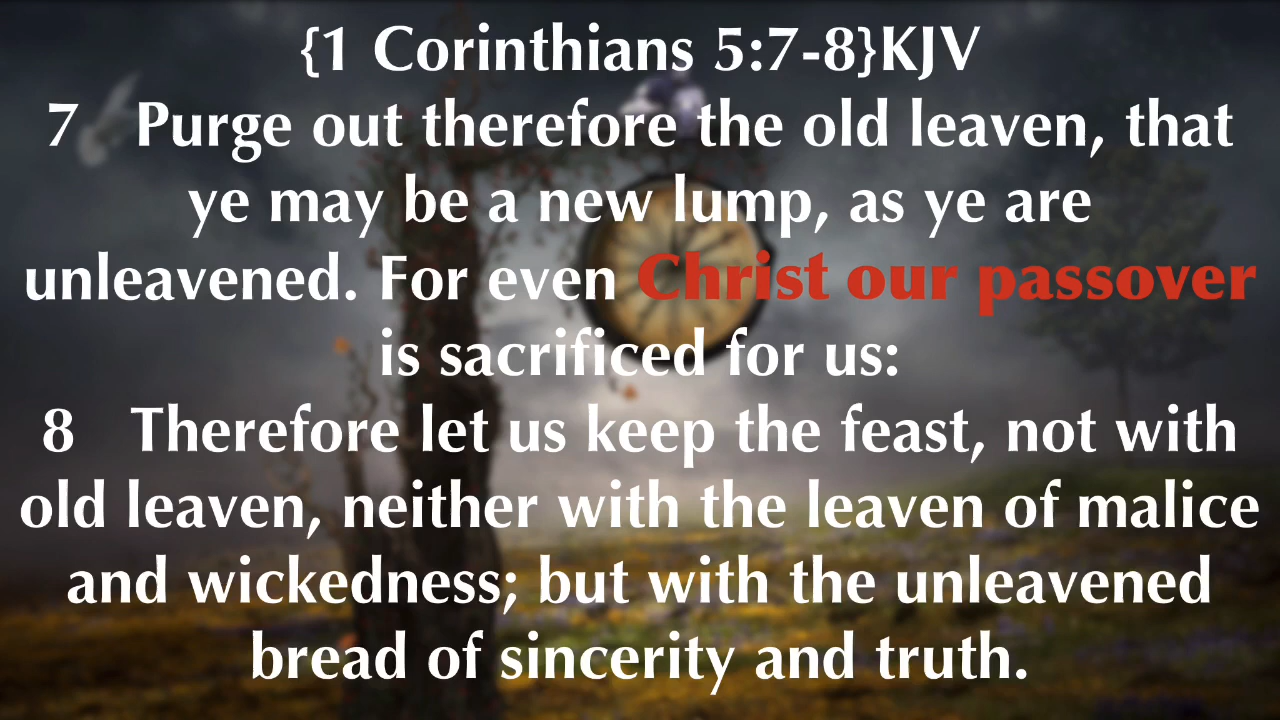 {1 Corinthians 5:7-8}KJV
7 Purge out therefore the old leaven, that
ye may be a new lump, as ye are
unleavened. For even Christ our passover
is sacrificed for us:
8 Therefore let us keep the feast, not with
old leaven, neither with the leaven of malice
and wickedness; but with the unleavened
bread of sincerity and truth.